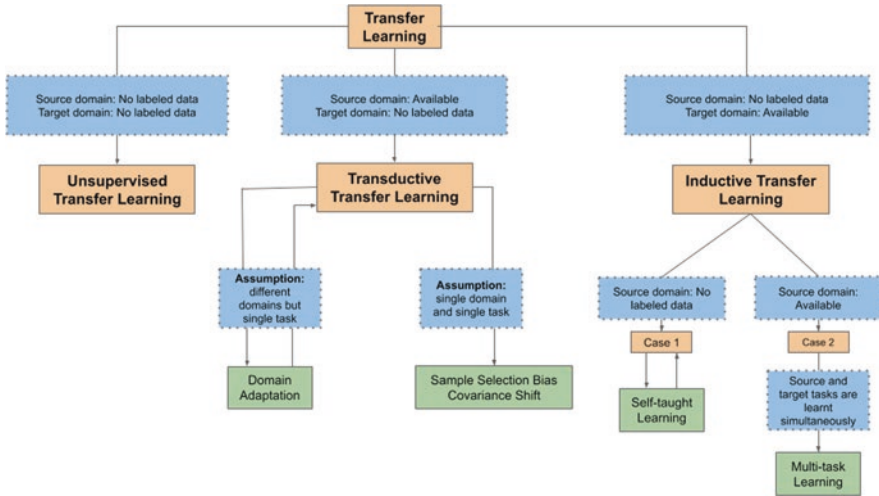 Transfer
Learning
Source domain: No labeled data
Target domain: No labeled data
Source domain: Available
Target domain: No labeled data
Source domain: No labeled data
Target domain: Available
Unsupervised
Transfer Learning
Transductive
Transfer Learning
Inductive Transfer
Learning
Assumption:
different
domains but
single task
Assumption:
single domain
and single task
Source domain: No
labeled data
Source domain:
Available
Case 1
Case 2
Domain
Adaptation
Sample Selection Bias
Covariance Shift
Self-taught
Learning
Source and
target tasks are
learnt
simultaneously
Multi-task
Learning